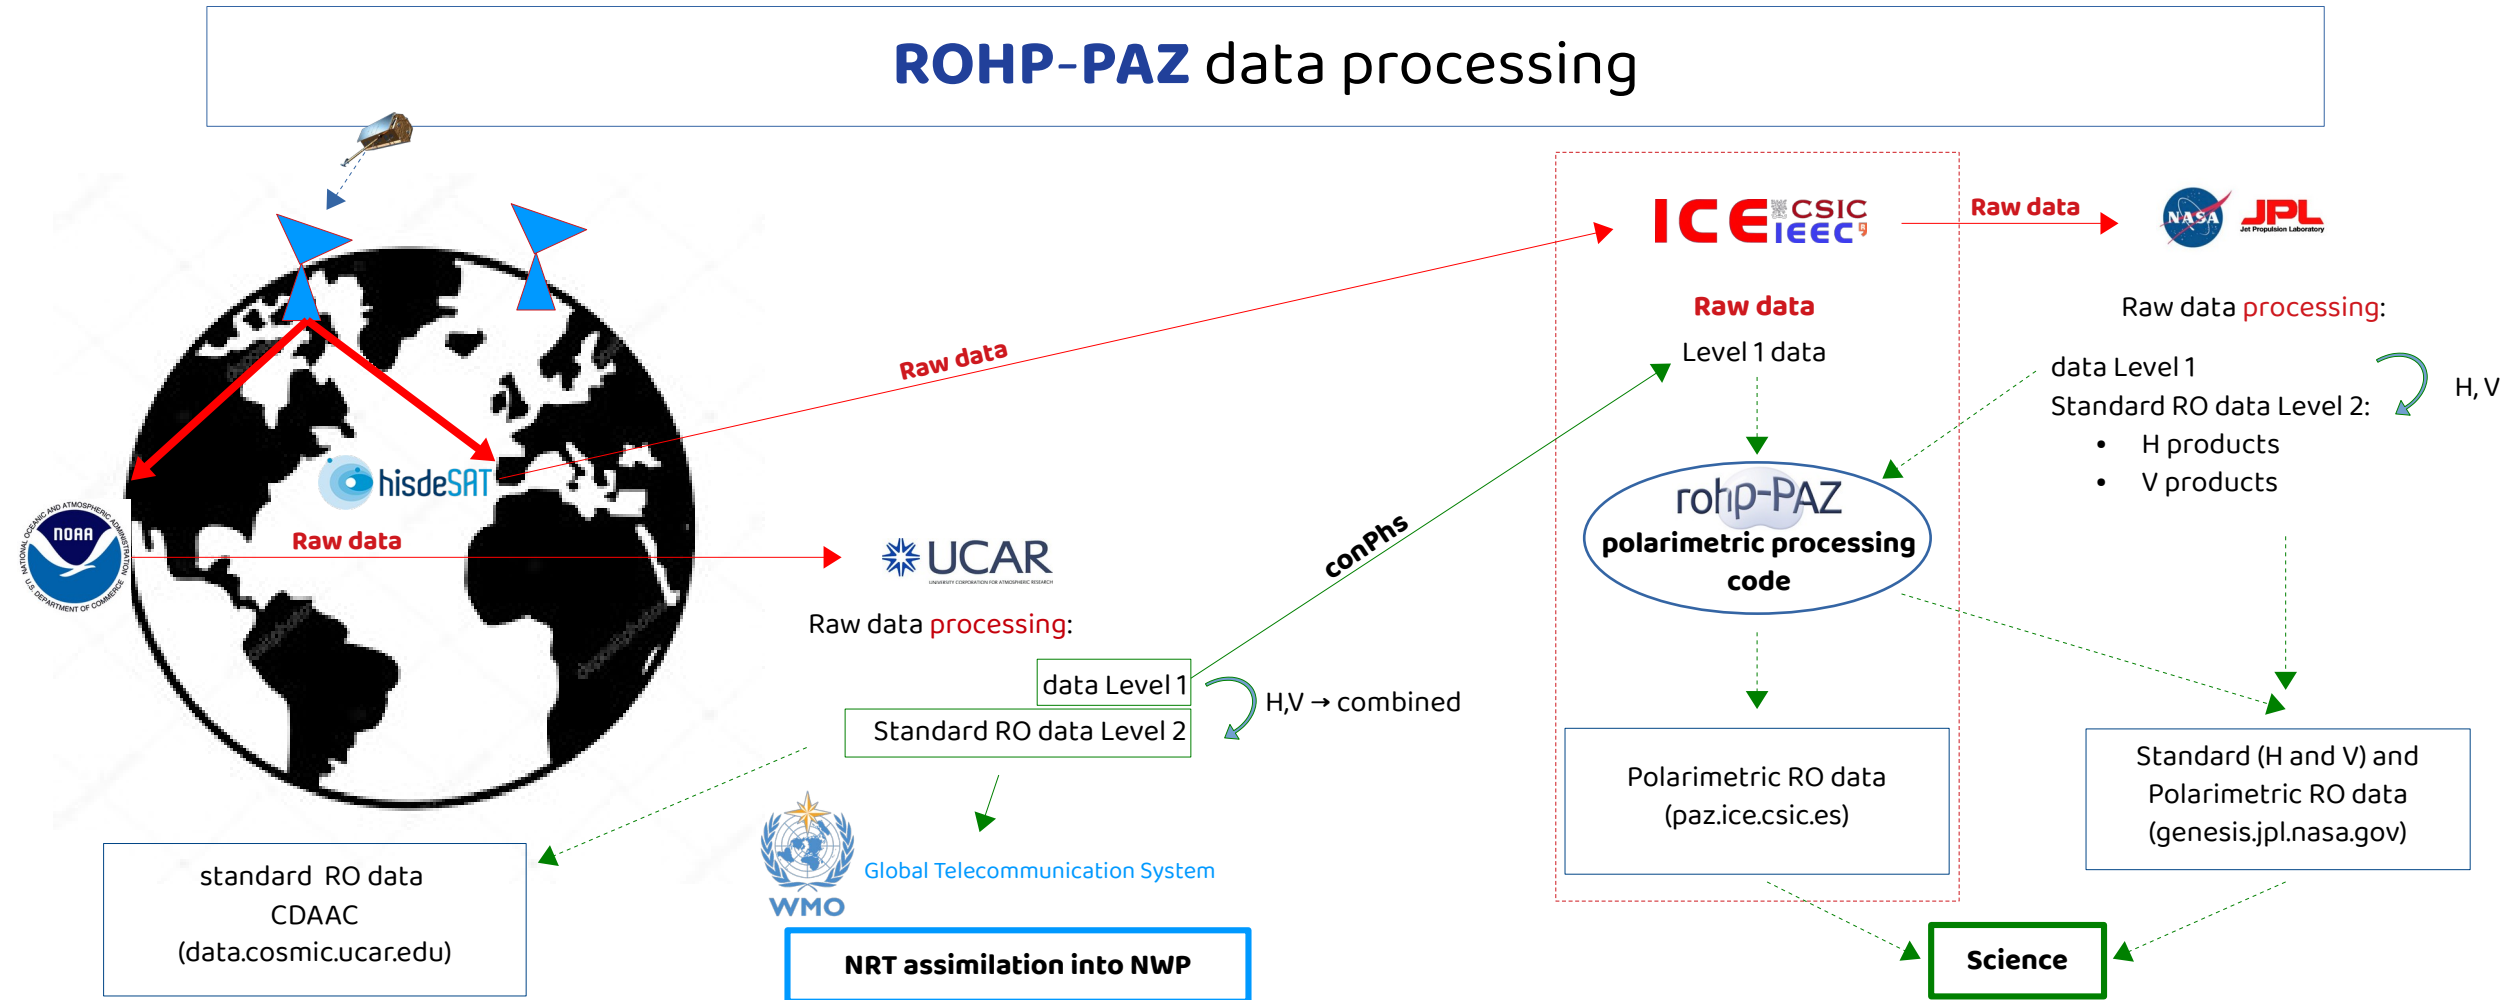 ROHP-PAZ data processing
ICE CSIC
IEEC
Raw data
NASA
JPL
Jet Propulsion Laboratory
Raw data
Level 1 data
Raw data processing:
data Level 1
Standard RO data Level 2:
• H products
• V products
H, V
Raw data
hisdeSAT
NATIONAL OCEANIC AND ATMOSPHERIC ADMINISTRATION
NOAA
U.S. DEPARTMENT OF COMMERCE
Raw data
UCAR
UNIVERSITY CORPORATION FOR ATMOSPHERIC RESEARCH
conPhs
rohp-PAZ
polarimetric processing
code
Raw data processing:
data Level 1
Standard RO data Level 2
H,V → combined
Polarimetric RO data
(paz.ice.csic.es)
Standard (H and V) and
Polarimetric RO data
(genesis.jpl.nasa.gov)
standard RO data
CDAAC
(data.cosmic.ucar.edu)
WMO
Global Telecommunication System
NRT assimilation into NWP
Science